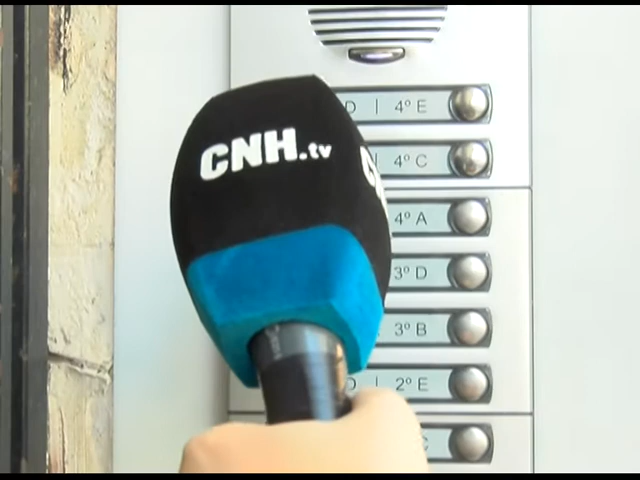 CNH.tv
D | 4º E
4º C
4º A
3º D
3º B
D | 2º E
C